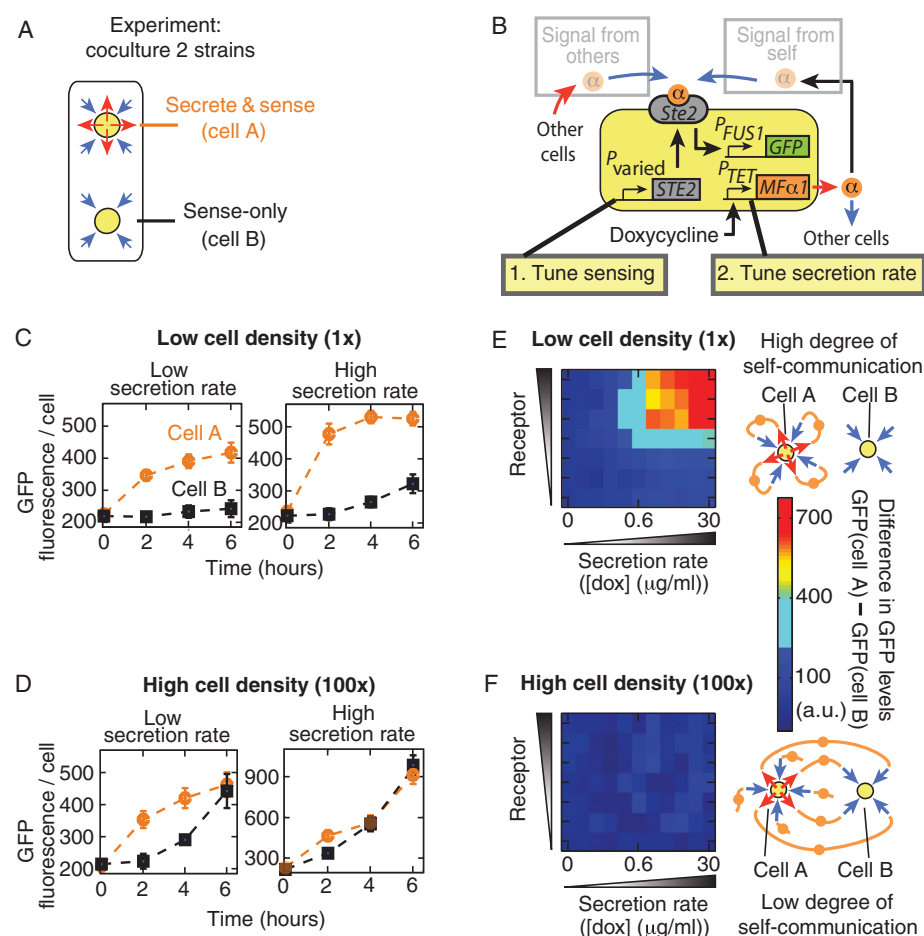 A
Experiment:
coculture 2 strains
Secrete & sense
(cell A)
Sense-only
(cell B)
B
Signal from
others
Signal from
self
α
α
α
Ste2
Other
cells
P FUS1
GFP
P varied
STE2
P TET
MFα1
α
Doxycycline
Other cells
1. Tune sensing
2. Tune secretion rate
C
Low cell density (1x)
Low
secretion rate
High
secretion rate
GFP
fluorescence / cell
500
400
300
200
Cell A
Cell B
0 2 4 6
500
400
300
200
0 2 4 6
Time (hours)
D
High cell density (100x)
Low
secretion rate
High
secretion rate
GFP
fluorescence / cell
500
400
300
200
0 2 4 6
900
600
300
0 2 4 6
Time (hours)
E
Low cell density (1x)
Receptor
0 0.6 30
Secretion rate
([dox] (μg/ml))
High degree of
self-communication
Cell A
Cell B
700
400
100
(a.u.)
Difference in GFP levels
GFP(cell A) – GFP(cell B)
F
High cell density (100x)
Receptor
0 0.6 30
Secretion rate
([dox] (μg/ml))
Cell A
Cell B
Low degree of
self-communication